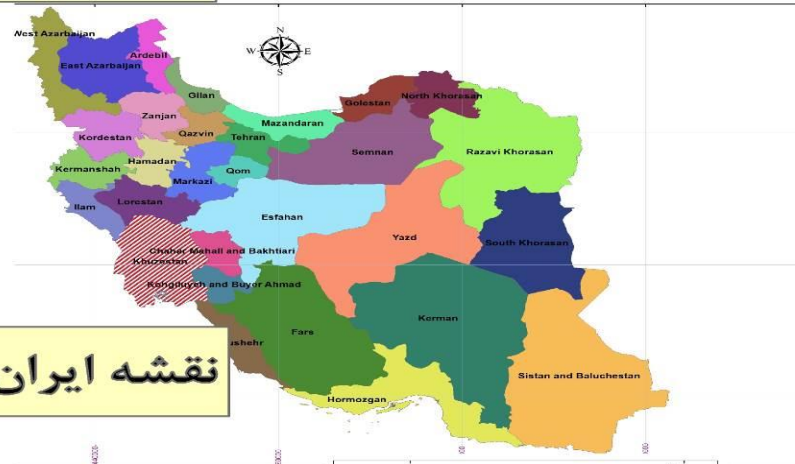 West Azarbaijan
Ardebil
East Azarbaijan
N
W E
S
Gilan
Golestan
North Khorasan
Zanjan
Mazandaran
Qazvin
Tehran
Kordestan
Semnan
Razavi Khorasan
Hamadan
Kermanshah
Qom
Markazi
Ilam
Lorestan
Esfahan
Yazd
South Khorasan
Chahar Mahall and Bakhtiari
Khuzestan
Kohgiluyeh and Buyer Ahmad
Kerman
Fars
ushehr
نقشه ایران
Sistan and Baluchestan
Hormozgan